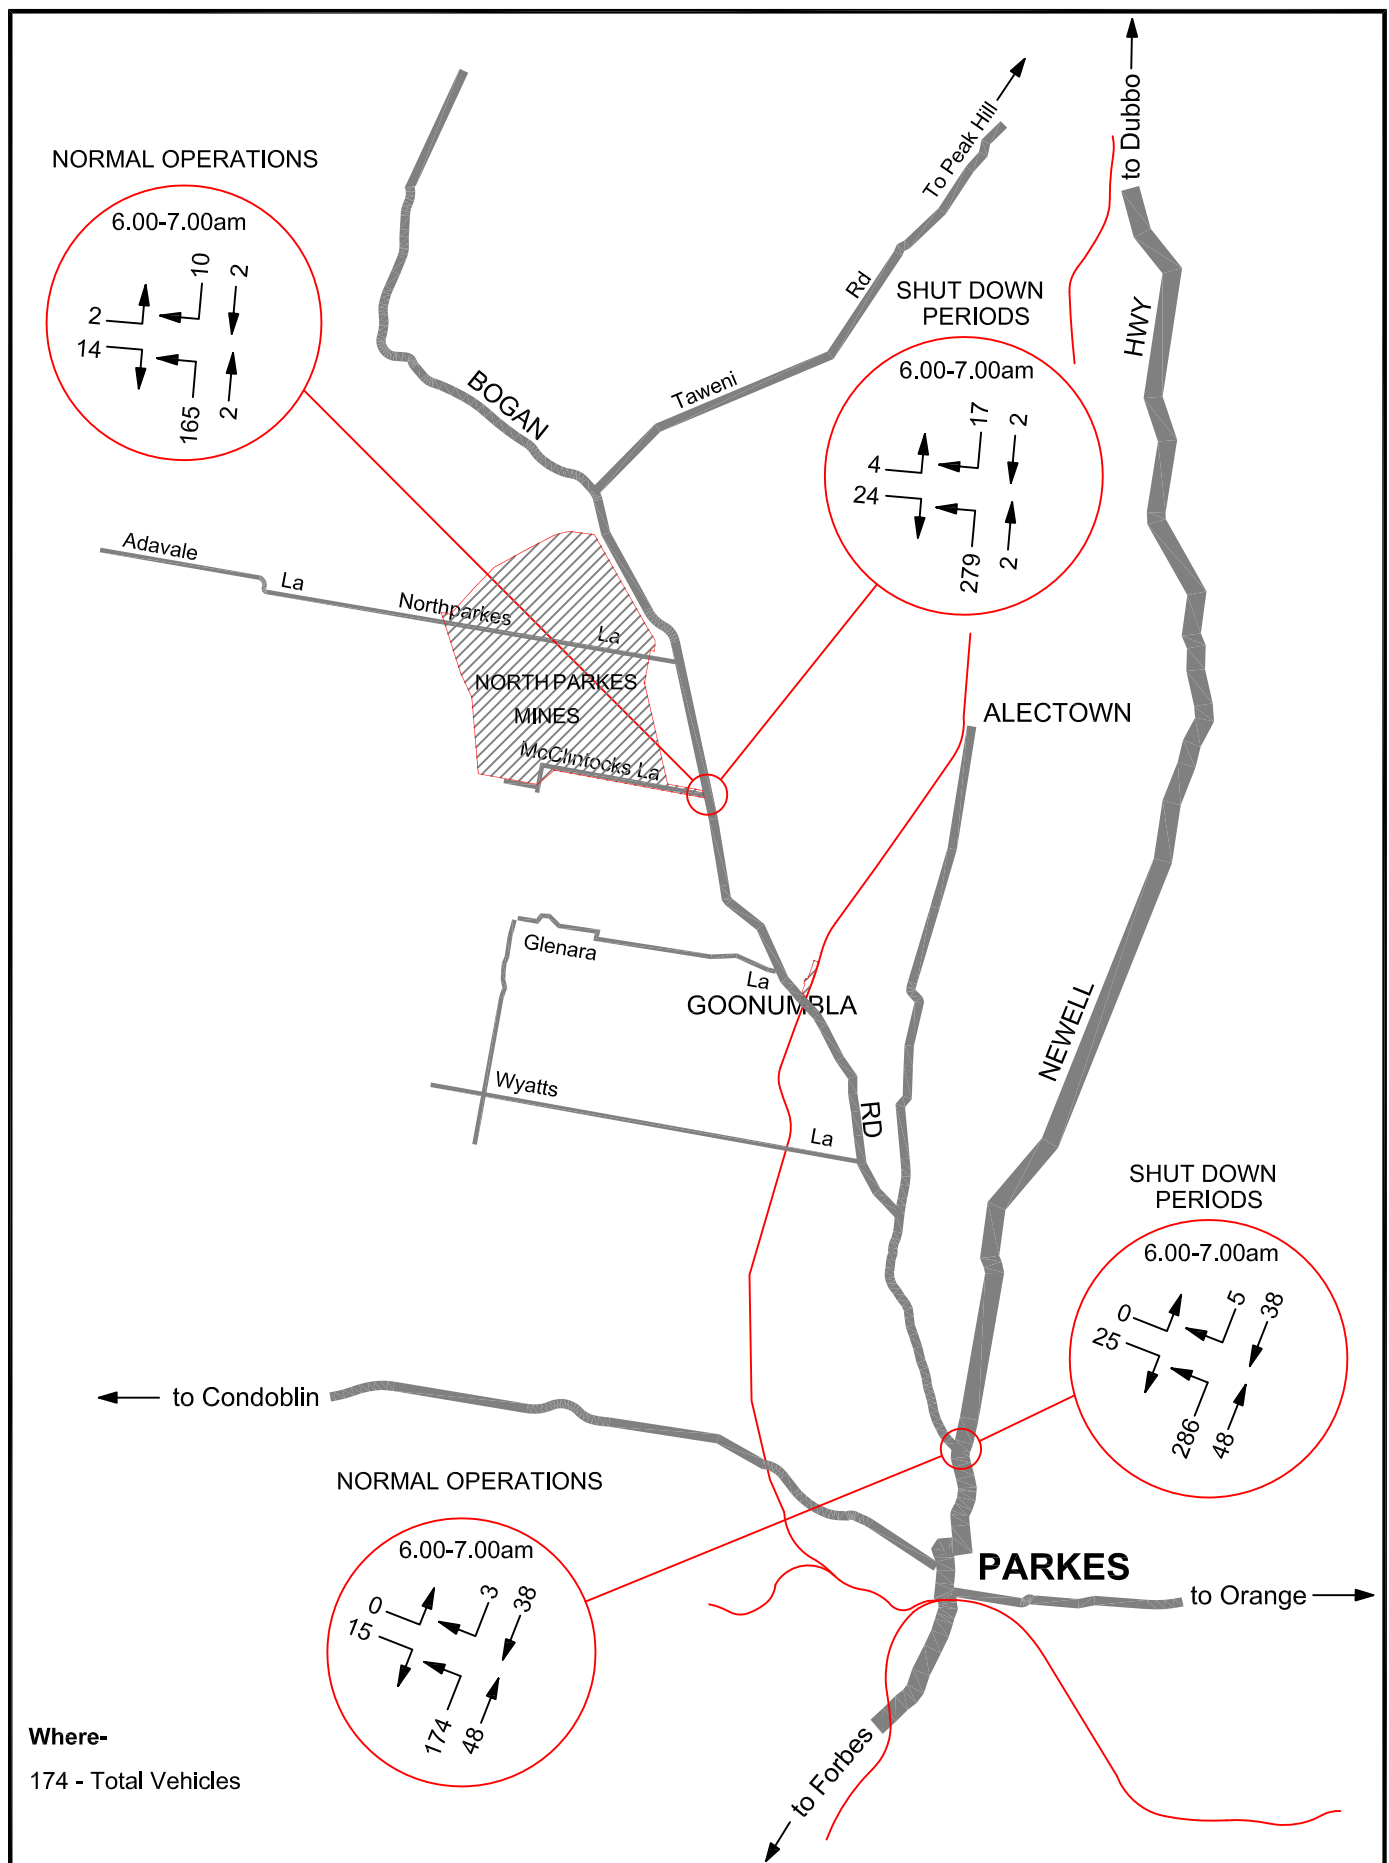 to Dubbo
To Peak Hill
NORMAL OPERATIONS
6.00-7.00am
10
2
2
14
165
2
Rd
SHUT DOWN
PERIODS
6.00-7.00am
17
2
4
24
279
2
HWY
BOGAN
Taweni
Adavale
La
Northparkes
La
NORTH PARKES
MINES
McClintocks La
ALECTOWN
Glenara
La
GOONUMBLA
NEWELL
Wyatts
La
RD
SHUT DOWN
PERIODS
6.00-7.00am
0
5
38
25
286
48
to Condoblin
NORMAL OPERATIONS
6.00-7.00am
0
3
38
15
174
48
PARKES
to Orange
to Forbes
Where-
174 - Total Vehicles